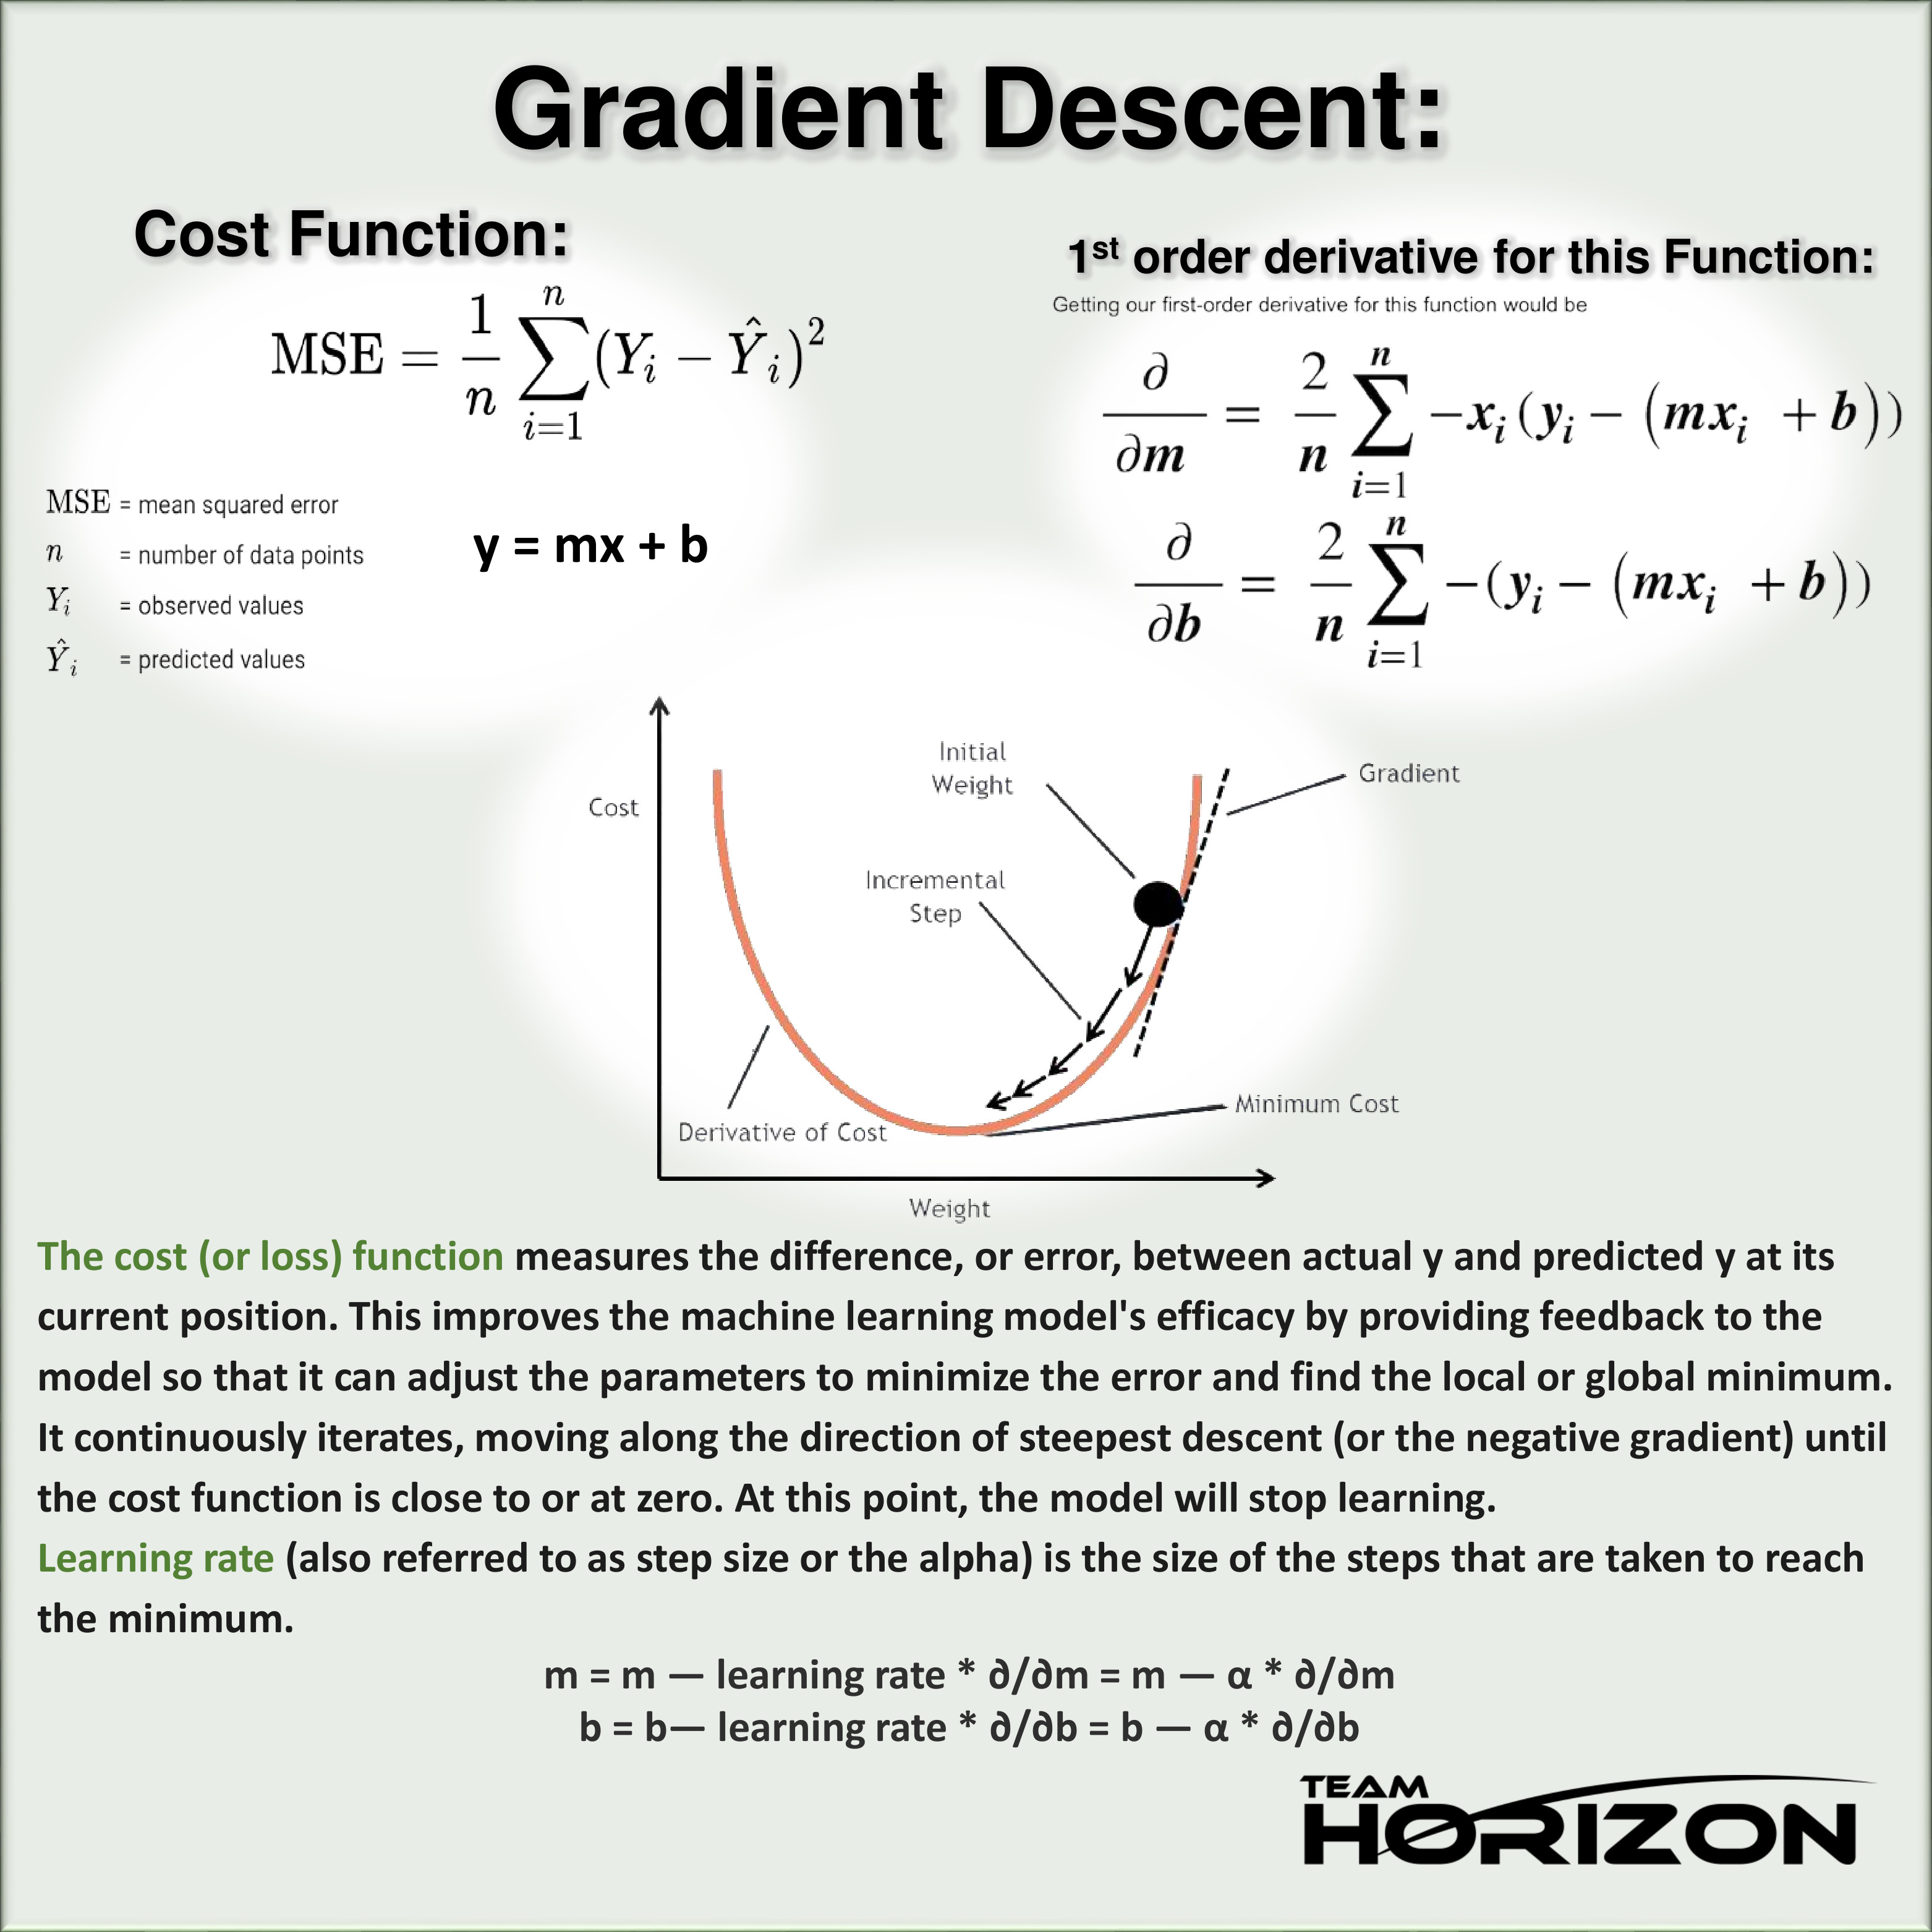 Gradient Descent:
Cost Function:
MSE = \frac{1}{n} \sum_{i=1}^{n} (Y_i − \hat{Y}_i)^2
MSE = mean squared error
n = number of data points
Y_i = observed values
\hat{Y}_i = predicted values
y = mx + b
1st order derivative for this Function:
Getting our first-order derivative for this function would be
\frac{∂}{∂m} = \frac{2}{n} \sum_{i=1}^{n} −x_i (y_i − (mx_i + b))
\frac{∂}{∂b} = \frac{2}{n} \sum_{i=1}^{n} −(y_i − (mx_i + b))
Initial
Weight
Gradient
Cost
Incremental
Step
Minimum Cost
Derivative of Cost
Weight
The cost (or loss) function measures the difference, or error, between actual y and predicted y at its
current position. This improves the machine learning model's efficacy by providing feedback to the
model so that it can adjust the parameters to minimize the error and find the local or global minimum.
It continuously iterates, moving along the direction of steepest descent (or the negative gradient) until
the cost function is close to or at zero. At this point, the model will stop learning.
Learning rate (also referred to as step size or the alpha) is the size of the steps that are taken to reach
the minimum.
m = m — learning rate * ∂/∂m = m — α * ∂/∂m
b = b— learning rate * ∂/∂b = b — α * ∂/∂b
TEAM
HORIZON